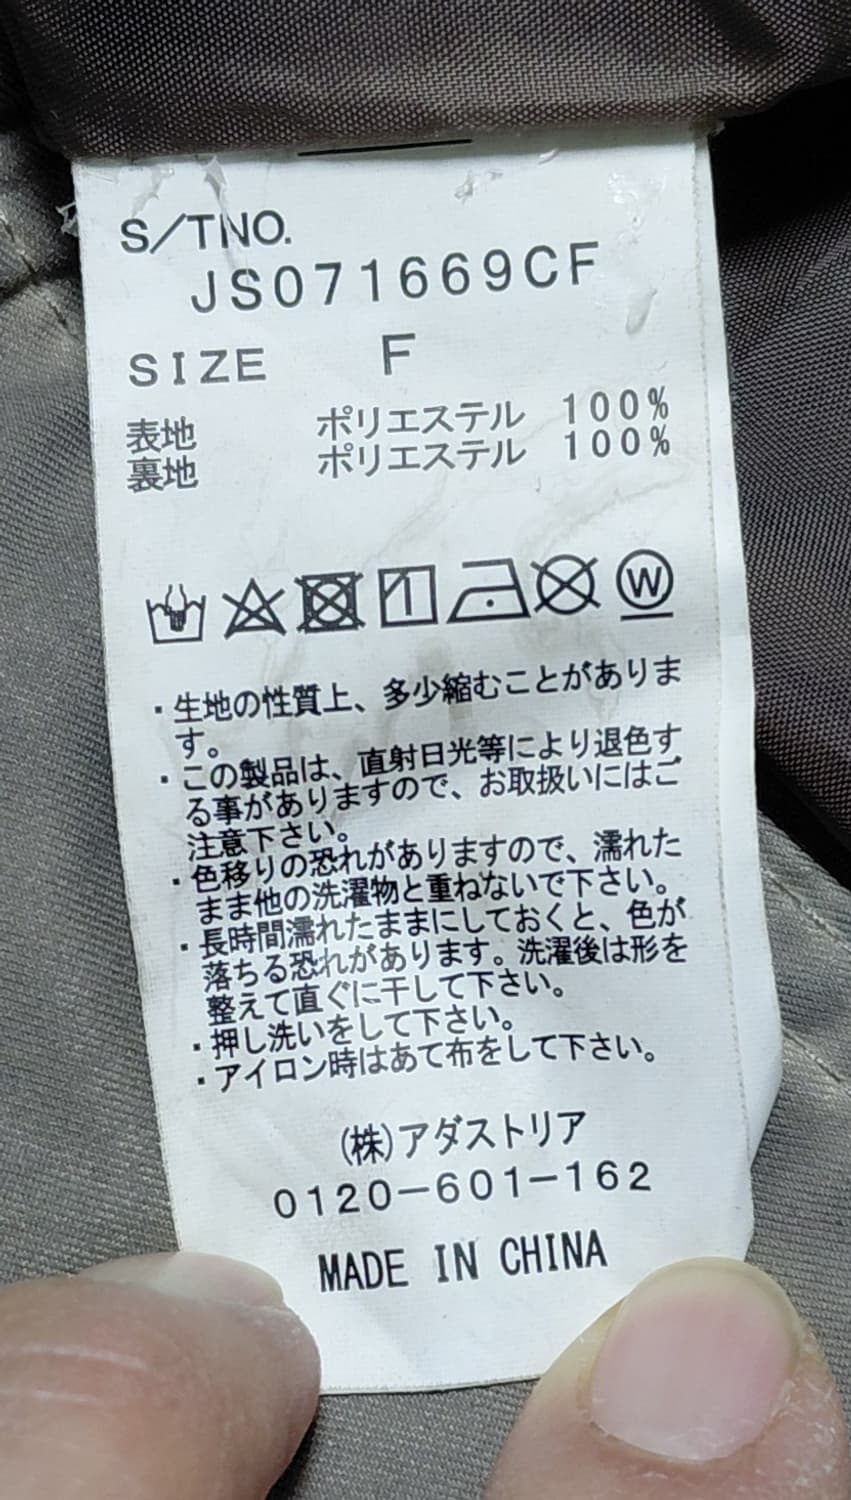 S/TNO.
JS071669CF
SIZE F
表地 ポリエステル 100%
裏地 ポリエステル 100%
W
・生地の性質上、多少縮むことがありま
す。
・この製品は、直射日光等により退色す
る事がありますので、お取扱いにはご
注意下さい。
・色移りの恐れがありますので、濡れた
まま他の洗濯物と重ねないで下さい。
・長時間濡れたままにしておくと、色が
落ちる恐れがあります。洗濯後は形を
整えて直ぐに干して下さい。
・押し洗いをして下さい。
・アイロン時はあて布をして下さい。
(株)アダストリア
0120-601-162
MADE IN CHINA